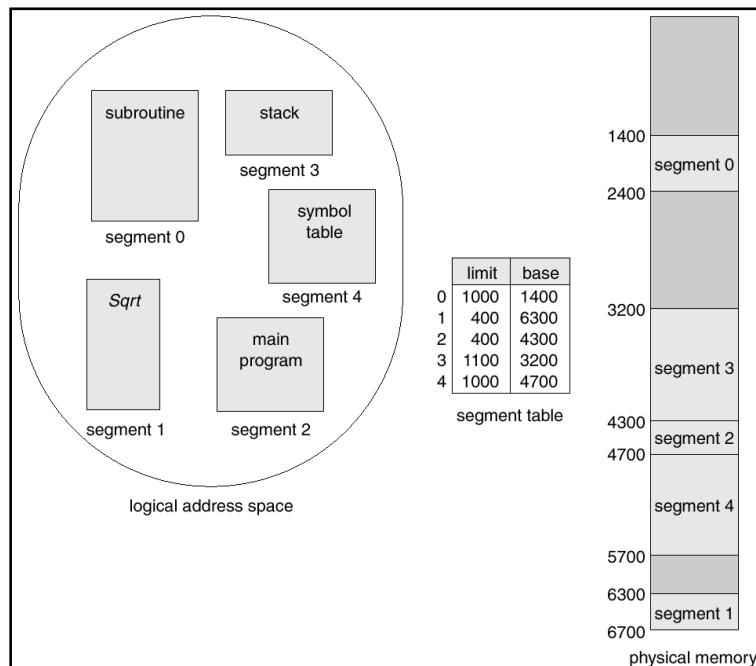 subroutine
segment 0
stack
segment 3
symbol
table
segment 4
Sqrt
segment 1
main
program
segment 2
logical address space
limit base
0 1000 1400
1 400 6300
2 400 4300
3 1100 3200
4 1000 4700
segment table
1400
segment 0
2400
3200
segment 3
4300
segment 2
4700
segment 4
5700
6300
segment 1
6700
physical memory